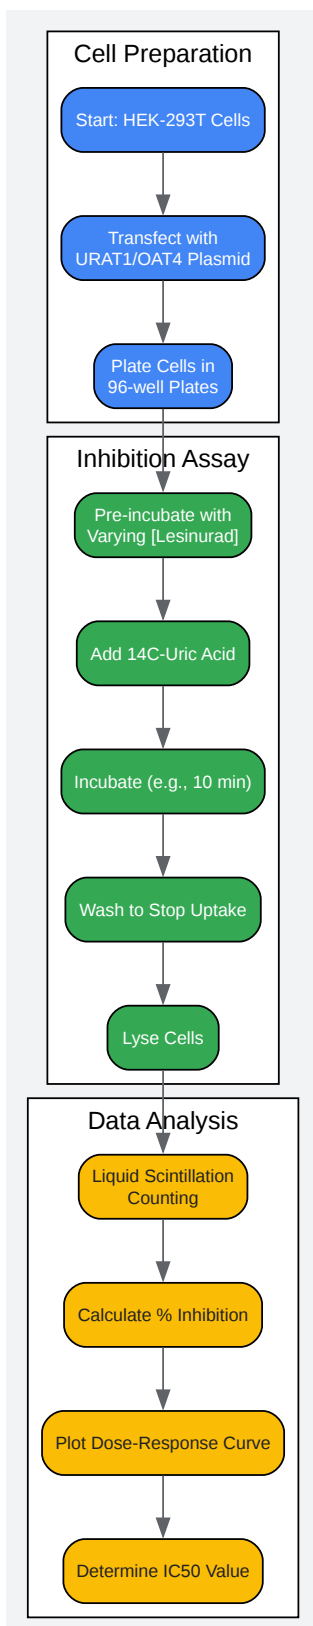 Cell Preparation
Start: HEK-293T Cells
Transfect with
URAT1/OAT4 Plasmid
Plate Cells in
96-well Plates
Inhibition Assay
Pre-incubate with
Varying [Lesinurad]
Add 14C-Uric Acid
Incubate (e.g., 10 min)
Wash to Stop Uptake
Lyse Cells
Data Analysis
Liquid Scintillation
Counting
Calculate % Inhibition
Plot Dose-Response Curve
Determine IC50 Value